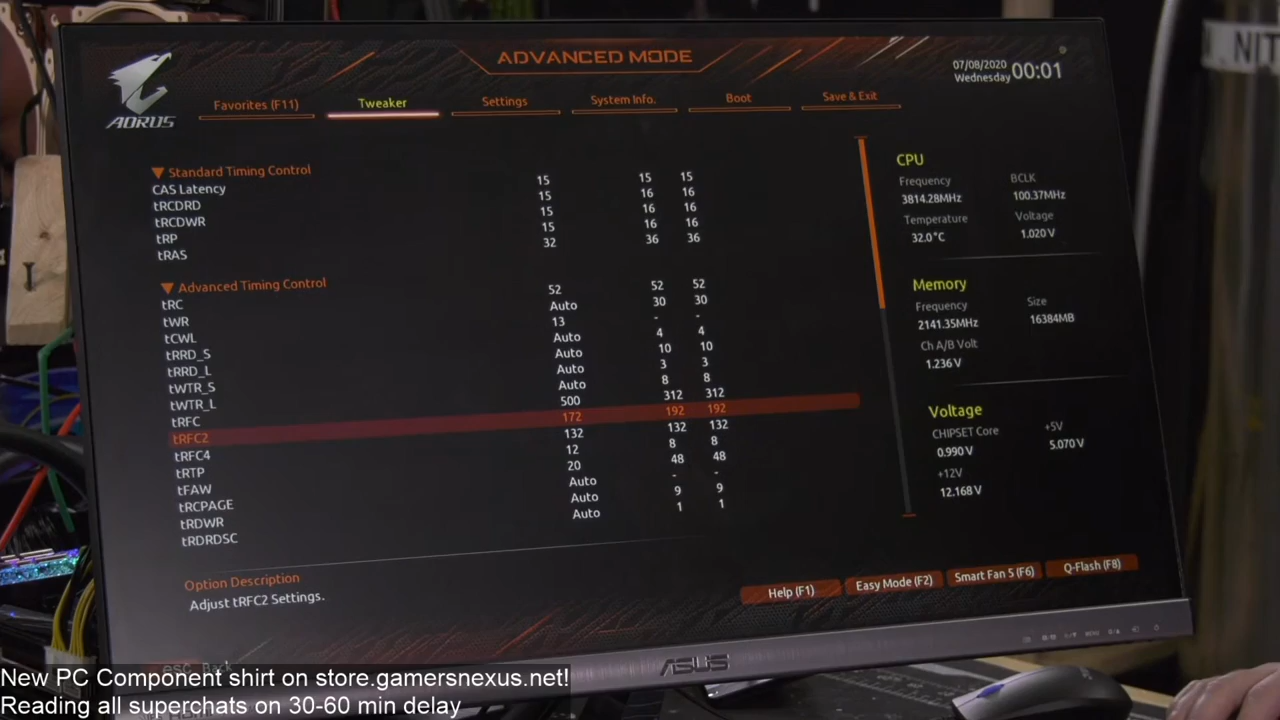 ADVANCED MODE
07/08/2020
Wednesday 00:01
AORUS
Favorites (F11) Tweaker Settings System Info. Boot Save & Exit
Standard Timing Control
CAS Latency 15 15 15
tRCDRD 15 16 16
tRCDWR 15 16 16
tRP 15 16 16
tRAS 32 36 36
Advanced Timing Control
tRC 52 52 52
tWR Auto 30 30
tCWL 13 - -
tRRD_S Auto 4 4
tRRD_L Auto 10 10
tWTR_S Auto 3 3
tWTR_L Auto 8 8
tRFC 500 312 312
tRFC2 172 192 192
tRFC4 132 132 132
tRTP 12 8 8
tFAW 20 48 48
tRCPAGE Auto - -
tRDWR Auto 9 9
tRDRDSC Auto 1 1
CPU
Frequency BCLK
3814.28MHz 100.37MHz
Temperature Voltage
32.0°C 1.020 V
Memory
Frequency Size
2141.35MHz 16384MB
Ch A/B Volt
1.236 V
Voltage
CHIPSET Core +5V
0.990 V 5.070 V
+12V
12.168 V
Option Description
Adjust tRFC2 Settings.
Help (F1) Easy Mode (F2) Smart Fan 5 (F6) Q-Flash (F8)
esc Back
ASUS
New PC Component shirt on store.gamersnexus.net!
Reading all superchats on 30-60 min delay